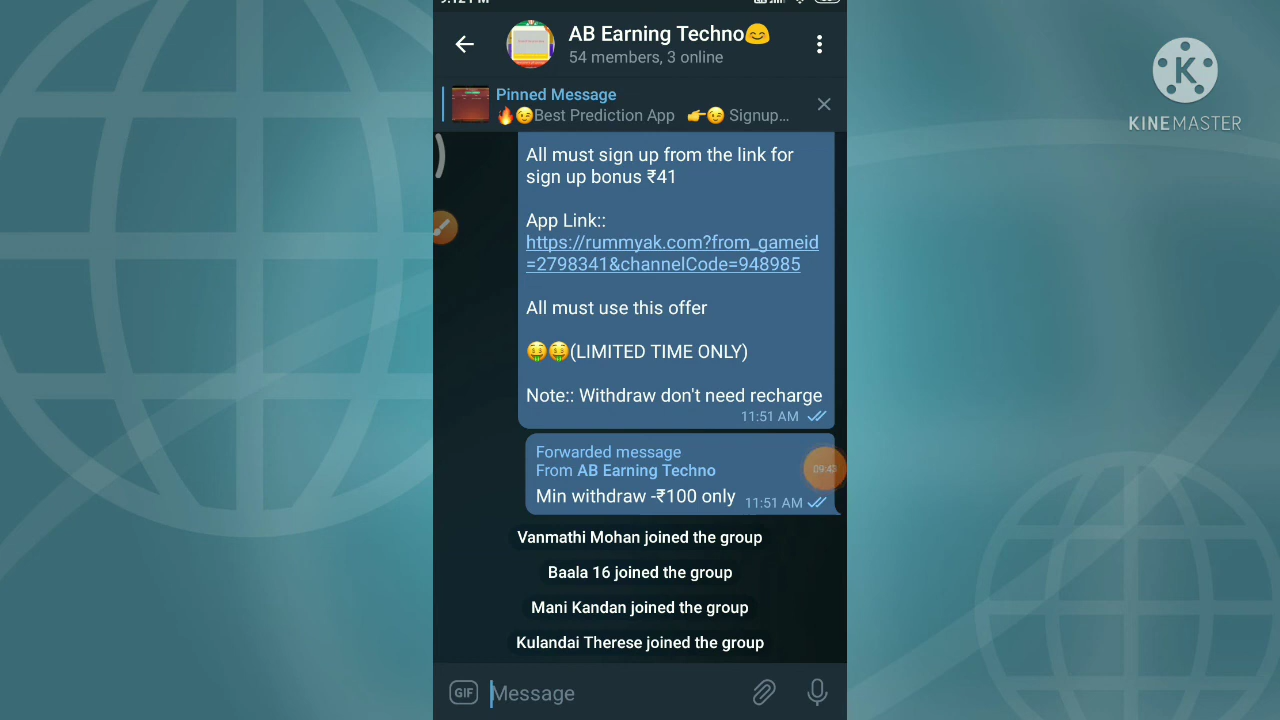 AB Earning Techno😊
54 members, 3 online
Pinned Message
🔥😉Best Prediction App 👉😉 Signup...
All must sign up from the link for
sign up bonus ₹41
App Link::
https://rummyak.com?from_gameid
=2798341&channelCode=948985
All must use this offer
🤑🤑(LIMITED TIME ONLY)
Note:: Withdraw don't need recharge
11:51 AM
Forwarded message
From AB Earning Techno
Min withdraw -₹100 only
11:51 AM
09:43
Vanmathi Mohan joined the group
Baala 16 joined the group
Mani Kandan joined the group
Kulandai Therese joined the group
GIF
Message
K
KINEMASTER